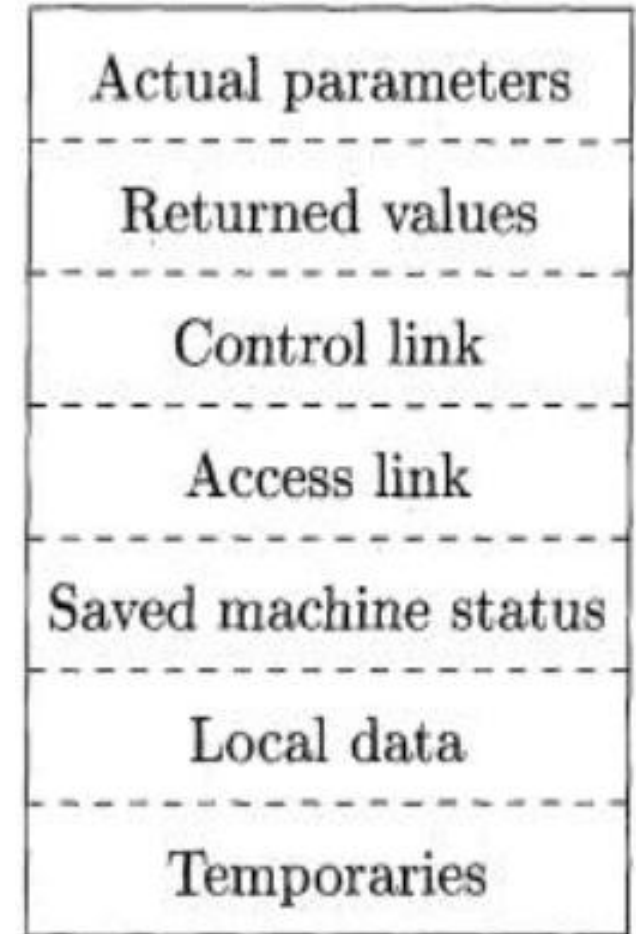 Actual parameters
Returned values
Control link
Access link
Saved machine status
Local data
Temporaries